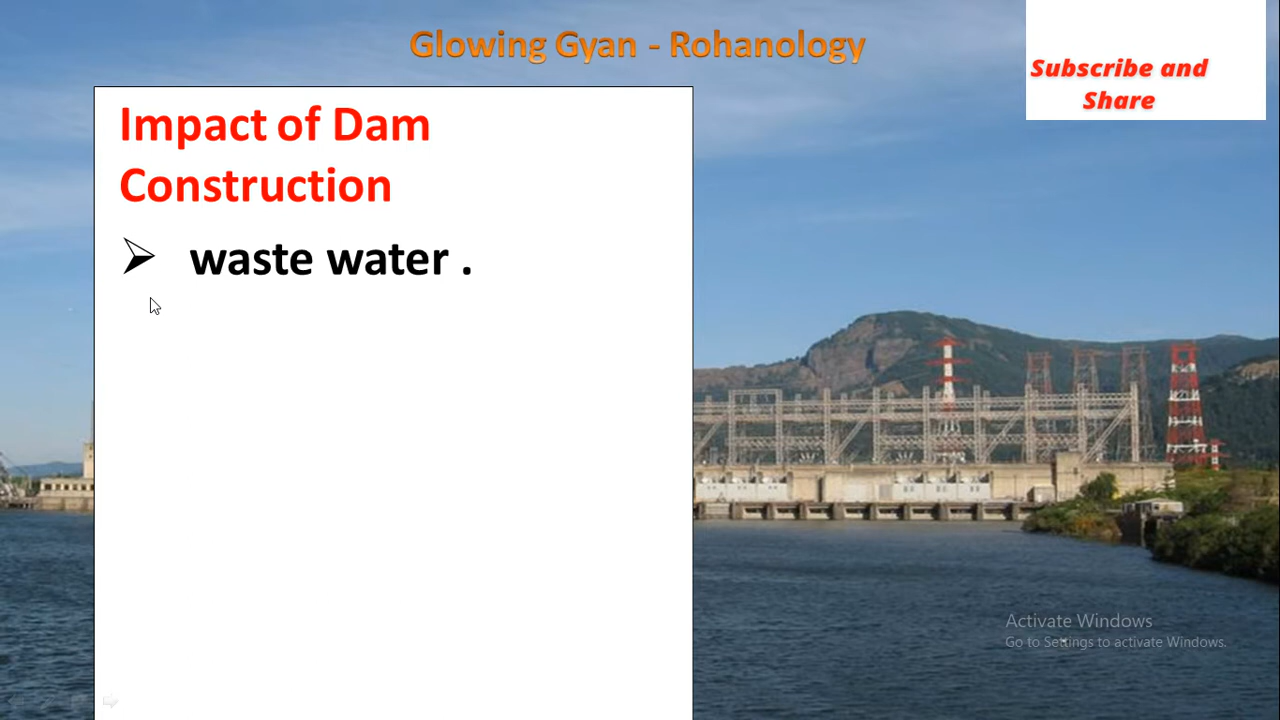 Glowing Gyan - Rohanology
Subscribe and
Share
Impact of Dam
Construction
waste water .
Activate Windows
Go to Settings to activate Windows.